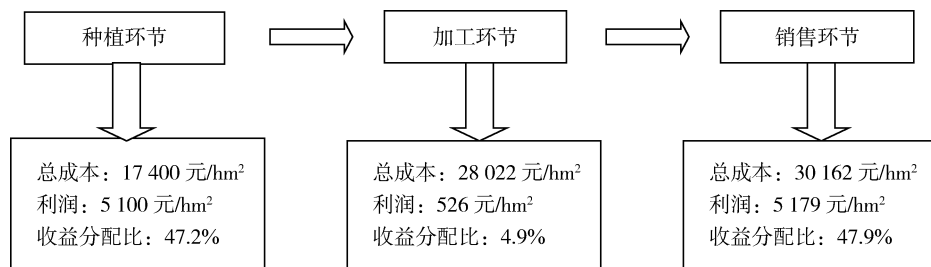 种植环节
加工环节
销售环节
总成本：17 400 元/hm²
利润：5 100 元/hm²
收益分配比：47.2%
总成本：28 022 元/hm²
利润：526 元/hm²
收益分配比：4.9%
总成本：30 162 元/hm²
利润：5 179 元/hm²
收益分配比：47.9%